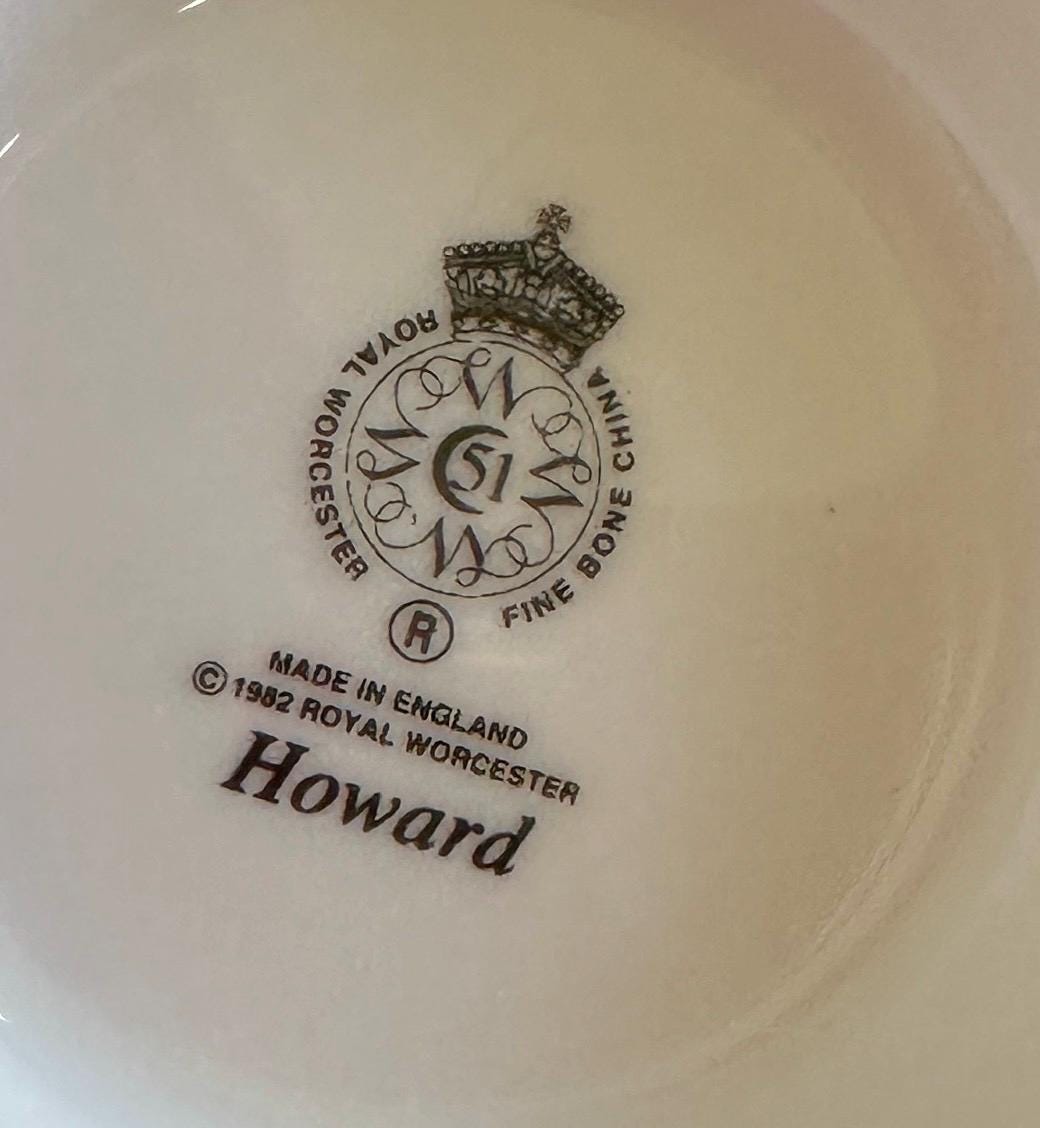 ROYAL WORCESTER
FINE BONE CHINA
51
®
MADE IN ENGLAND
© 1982 ROYAL WORCESTER
Howard